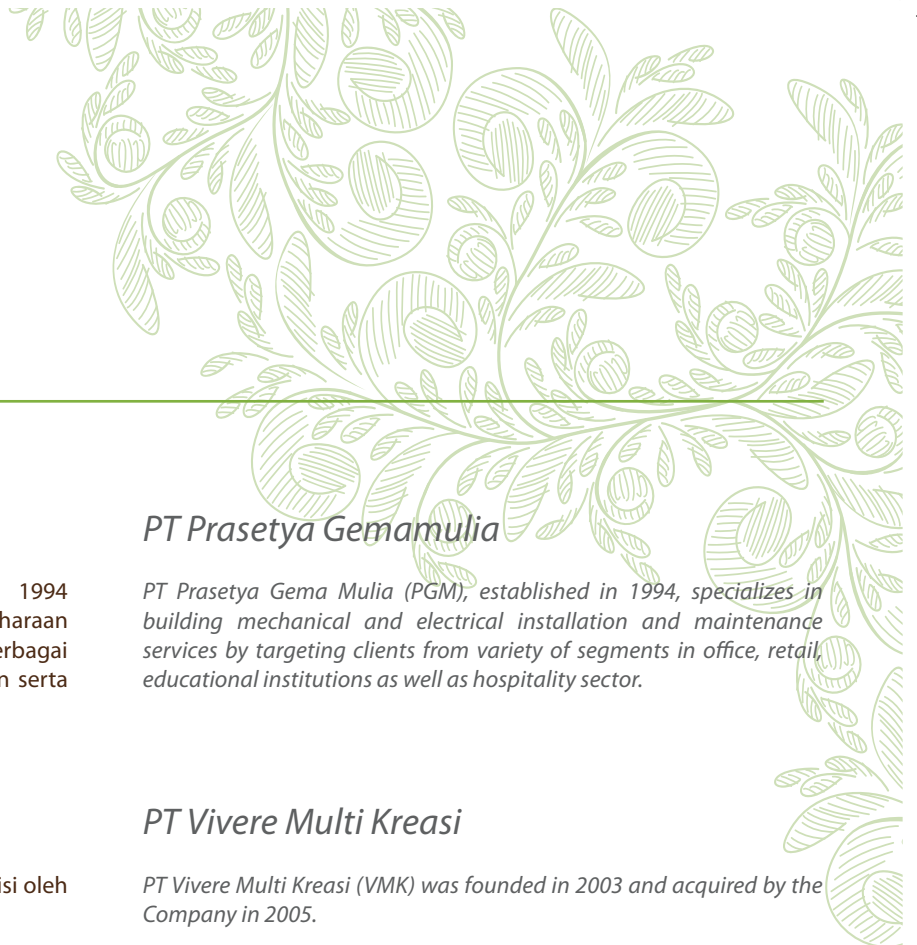 1994
haraan
erbagai
n serta
isi oleh
PT Prasetya Gemamulia
PT Prasetya Gema Mulia (PGM), established in 1994, specializes in
building mechanical and electrical installation and maintenance
services by targeting clients from variety of segments in office, retail,
educational institutions as well as hospitality sector.
PT Vivere Multi Kreasi
PT Vivere Multi Kreasi (VMK) was founded in 2003 and acquired by the
Company in 2005.